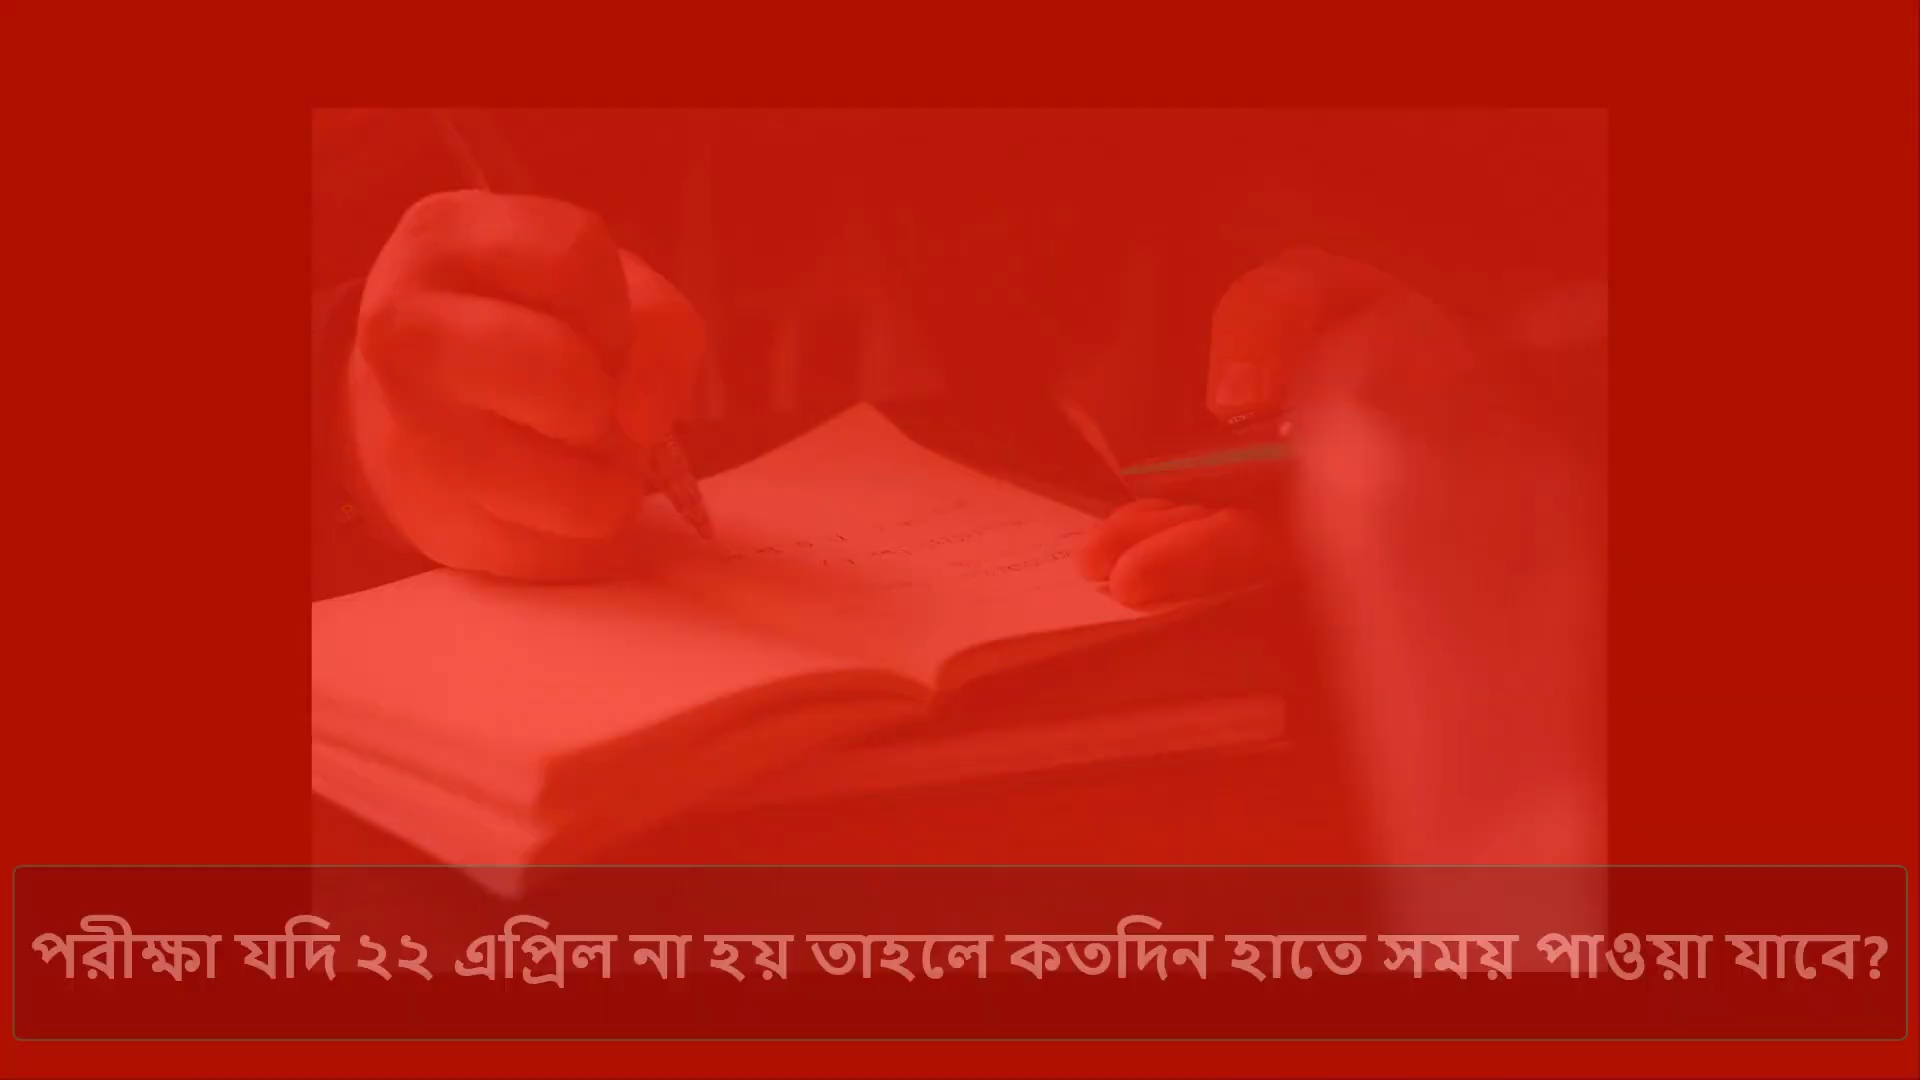 পরীক্ষা যদি ২২ এপ্রিল না হয় তাহলে কতদিন হাতে সময় পাওয়া যাবে?